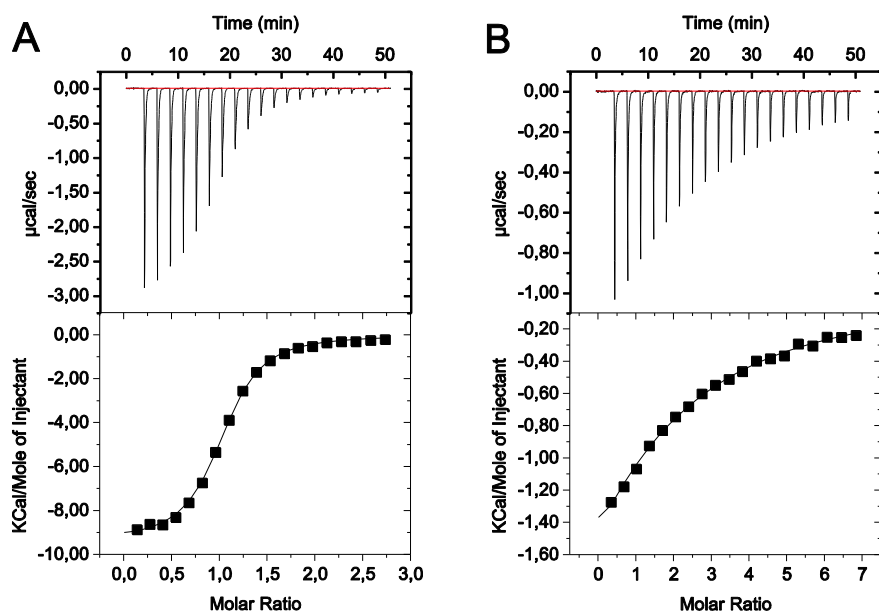 A
Time (min)
0 10 20 30 40 50
0,00
-0,50
-1,00
-1,50
-2,00
-2,50
-3,00
µcal/sec
0,00
-2,00
-4,00
-6,00
-8,00
-10,00
KCal/Mole of Injectant
0,0 0,5 1,0 1,5 2,0 2,5 3,0
Molar Ratio
B
Time (min)
0 10 20 30 40 50
0,00
-0,20
-0,40
-0,60
-0,80
-1,00
µcal/sec
-0,20
-0,40
-0,60
-0,80
-1,00
-1,20
-1,40
-1,60
KCal/Mole of Injectant
0 1 2 3 4 5 6 7
Molar Ratio